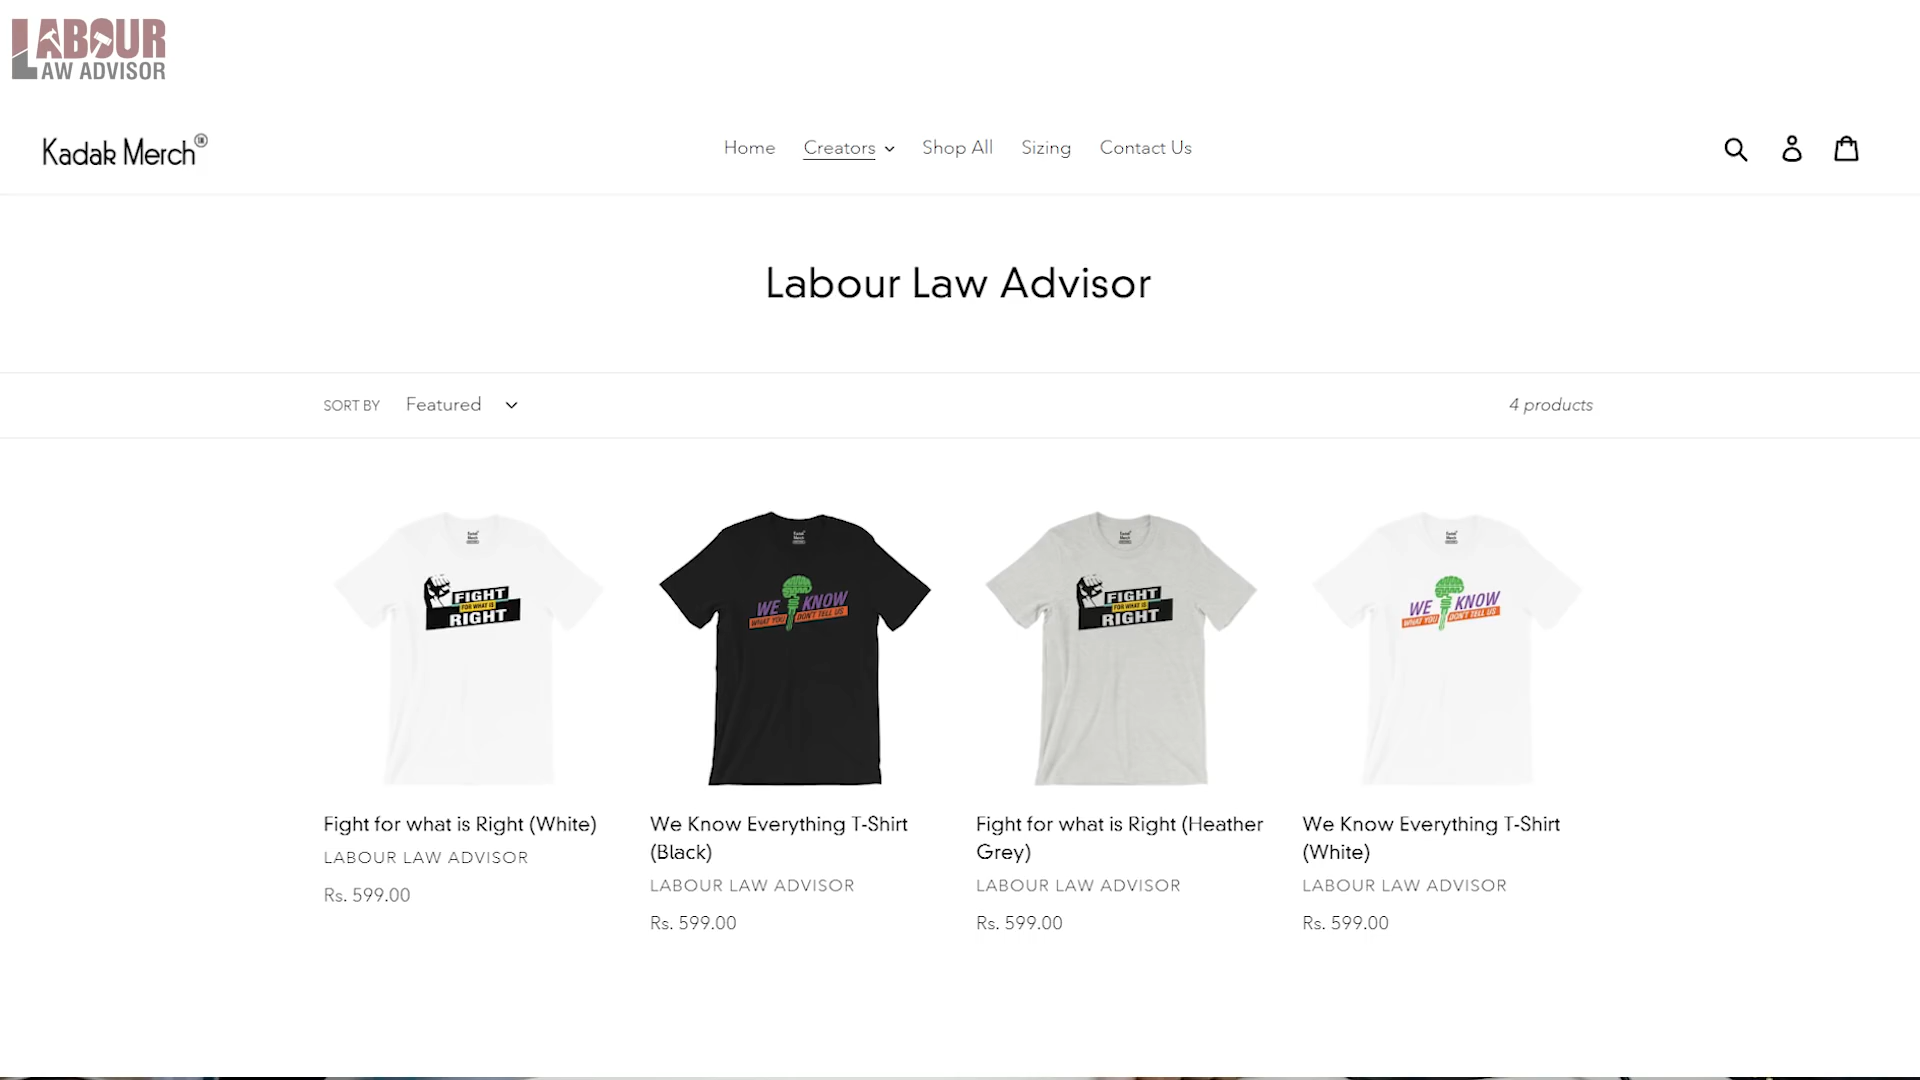 LABOUR
LAW ADVISOR
Kadak Merch
Home Creators Shop All Sizing Contact Us
Labour Law Advisor
SORT BY Featured
4 products
FIGHT
FOR WHAT IS
RIGHT
WE KNOW
WHAT YOU DON'T TELL US
FIGHT
FOR WHAT IS
RIGHT
WE KNOW
WHAT YOU DON'T TELL US
Fight for what is Right (White)
LABOUR LAW ADVISOR
Rs. 599.00
We Know Everything T-Shirt
(Black)
LABOUR LAW ADVISOR
Rs. 599.00
Fight for what is Right (Heather
Grey)
LABOUR LAW ADVISOR
Rs. 599.00
We Know Everything T-Shirt
(White)
LABOUR LAW ADVISOR
Rs. 599.00